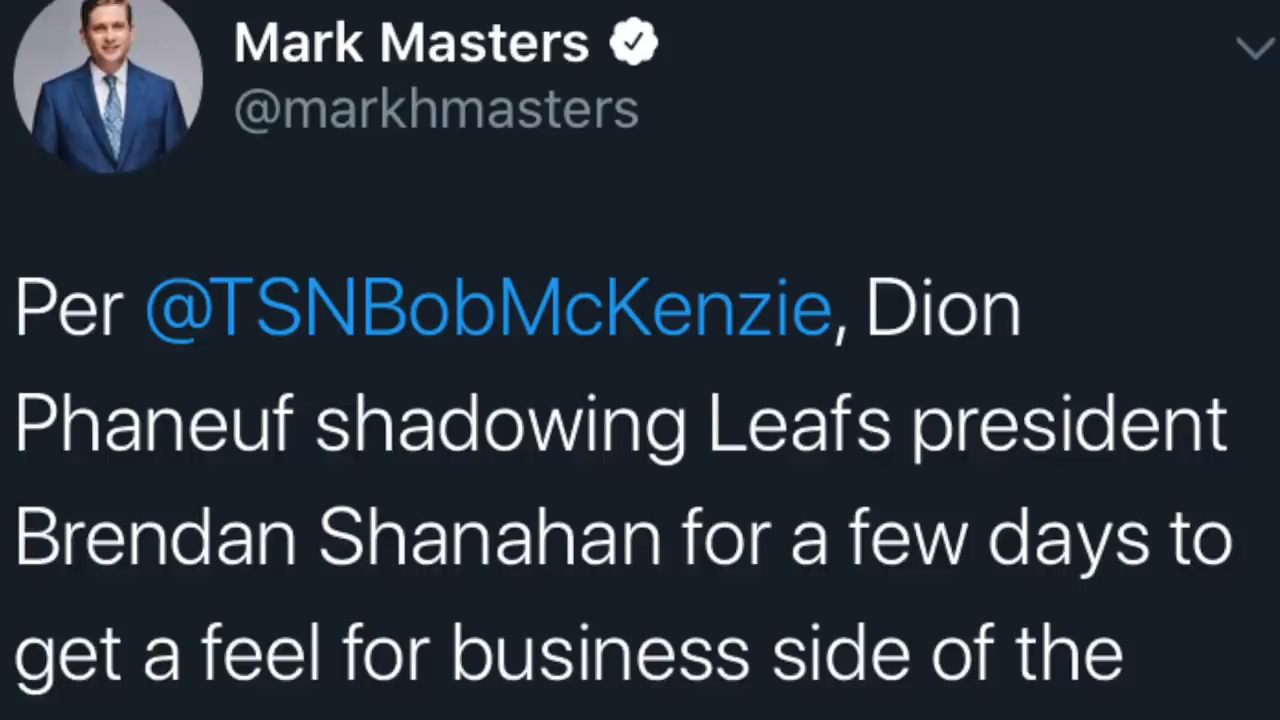 Mark Masters
@markhmasters
Per @TSNBobMcKenzie, Dion
Phaneuf shadowing Leafs president
Brendan Shanahan for a few days to
get a feel for business side of the